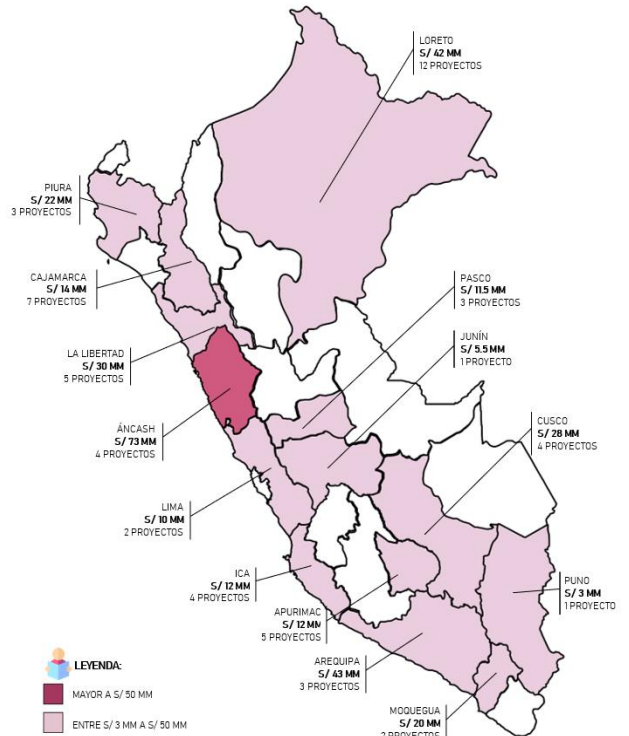 LORETO
S/ 42 MM
12 PROYECTOS
PIURA
S/ 22 MM
3 PROYECTOS
CAJAMARCA
S/ 14 MM
7 PROYECTOS
LA LIBERTAD
S/ 30 MM
5 PROYECTOS
ÁNCASH
S/ 73 MM
4 PROYECTOS
LIMA
S/ 10 MM
2 PROYECTOS
ICA
S/ 12 MM
4 PROYECTOS
APURIMAC
S/ 12 MM
5 PROYECTOS
AREQUIPA
S/ 43 MM
3 PROYECTOS
MOQUEGUA
S/ 20 MM
2 PROYECTOS
PASCO
S/ 11.5 MM
3 PROYECTOS
JUNÍN
S/ 5.5 MM
1 PROYECTO
CUSCO
S/ 28 MM
4 PROYECTOS
PUNO
S/ 3 MM
1 PROYECTO
LEYENDA:
MAYOR A S/ 50 MM
ENTRE S/ 3 MM A S/ 50 MM